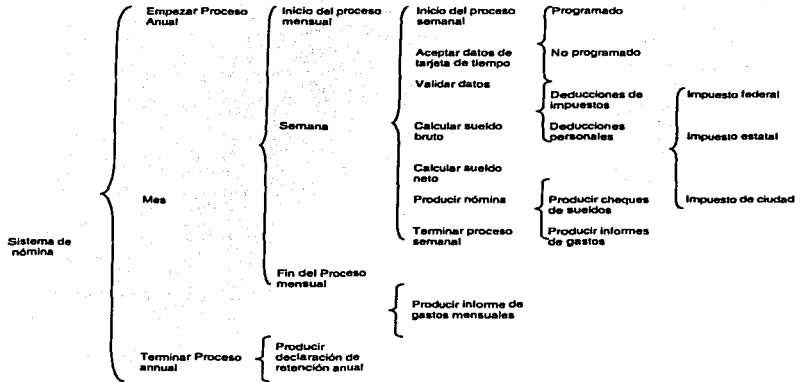 Sistema de
nómina
Empezar Proceso
Anual
Mes
Terminar Proceso
annual
Inicio del proceso
mensual
Semana
Fin del Proceso
mensual
Producir
declaración de
retención anual
Inicio del proceso
semanal
Aceptar datos de
tarjeta de tiempo
Validar datos
Calcular sueldo
bruto
Calcular sueldo
neto
Producir nómina
Terminar proceso
semanal
Producir informe de
gastos mensuales
Programado
No programado
Deducciones de
impuestos
Deducciones
personales
Producir cheques
de sueldos
Producir informes
de gastos
Impuesto federal
Impuesto estatal
Impuesto de ciudad